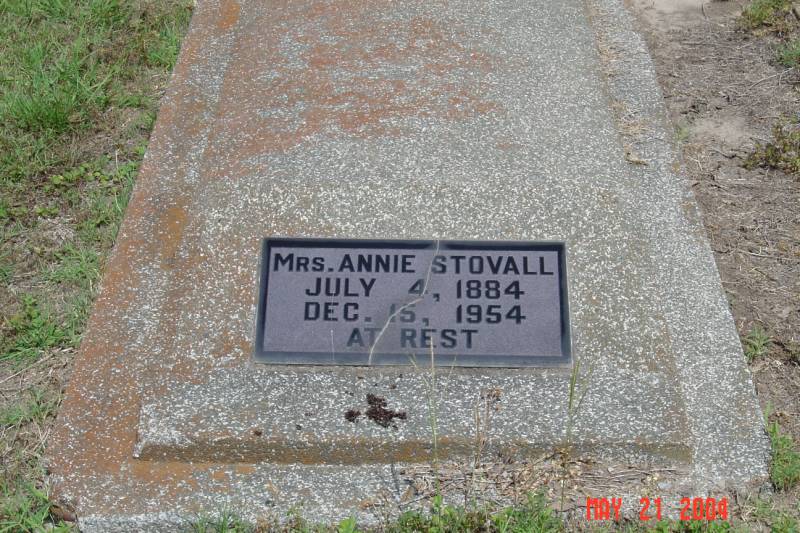 Mrs. ANNIE STOVALL
JULY 4, 1884
DEC. 15, 1954
AT REST
MAY 21 2004